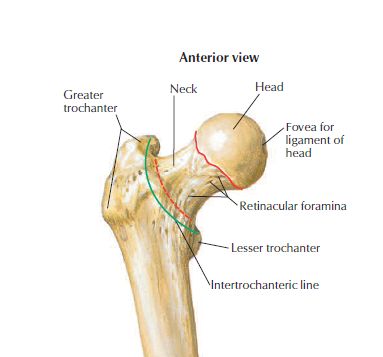 Anterior view
Greater
trochanter
Neck
Head
Fovea for
ligament of
head
Retinacular foramina
Lesser trochanter
Intertrochanteric line